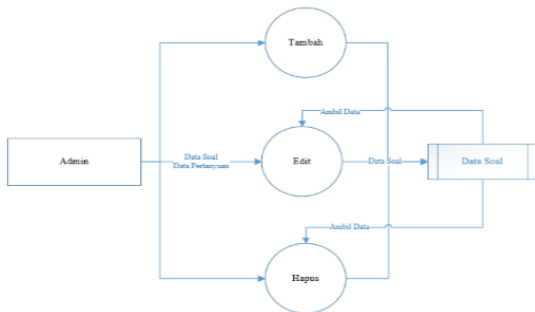 Tambah
Ambil Data
Admin
Data Soal
Data Pertanyaan
Edit
Data Soal
Data Soal
Ambil Data
Hapus